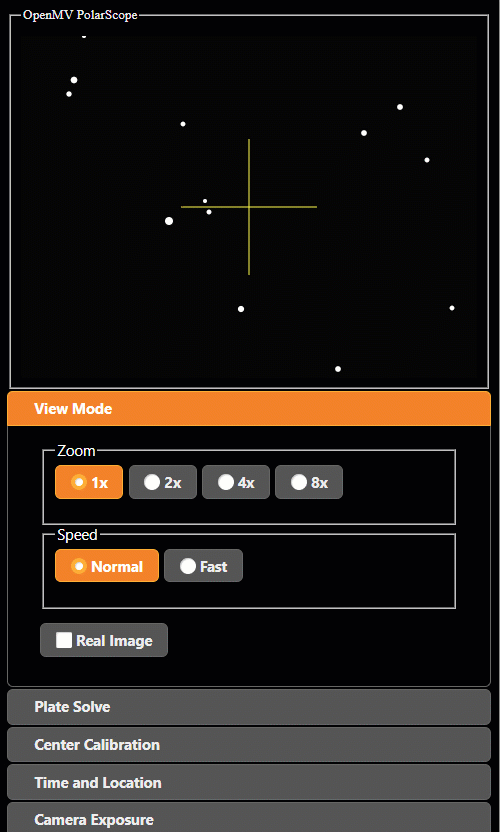 OpenMV PolarScope
View Mode
Zoom
1x 2x 4x 8x
Speed
Normal Fast
Real Image
Plate Solve
Center Calibration
Time and Location
Camera Exposure